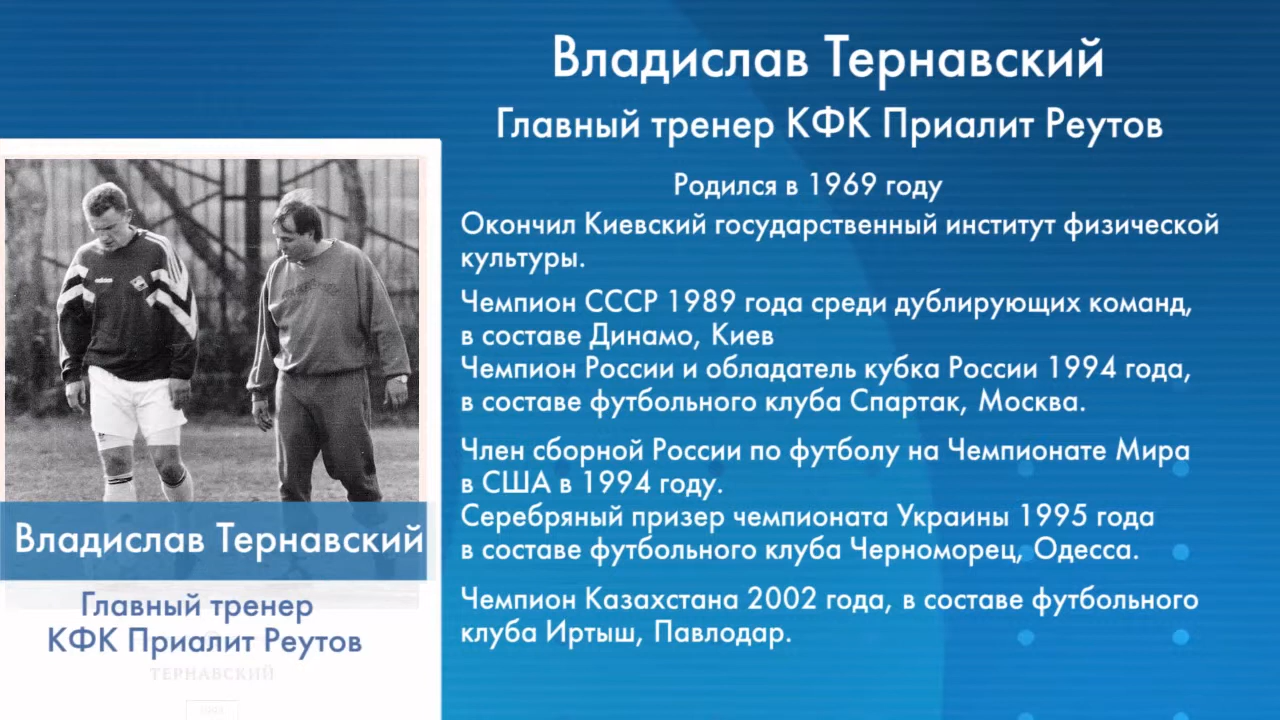 Владислав Тернавский
Главный тренер КФК Приалит Реутов
Родился в 1969 году
Окончил Киевский государственный институт физической
культуры.
Чемпион СССР 1989 года среди дублирующих команд,
в составе Динамо, Киев
Чемпион России и обладатель кубка России 1994 года,
в составе футбольного клуба Спартак, Москва.
Член сборной России по футболу на Чемпионате Мира
в США в 1994 году.
Серебряный призер чемпионата Украины 1995 года
в составе футбольного клуба Черноморец, Одесса.
Чемпион Казахстана 2002 года, в составе футбольного
клуба Иртыш, Павлодар.
adidas
Владислав Тернавский
Главный тренер
КФК Приалит Реутов
ТЕРНАВСКИЙ